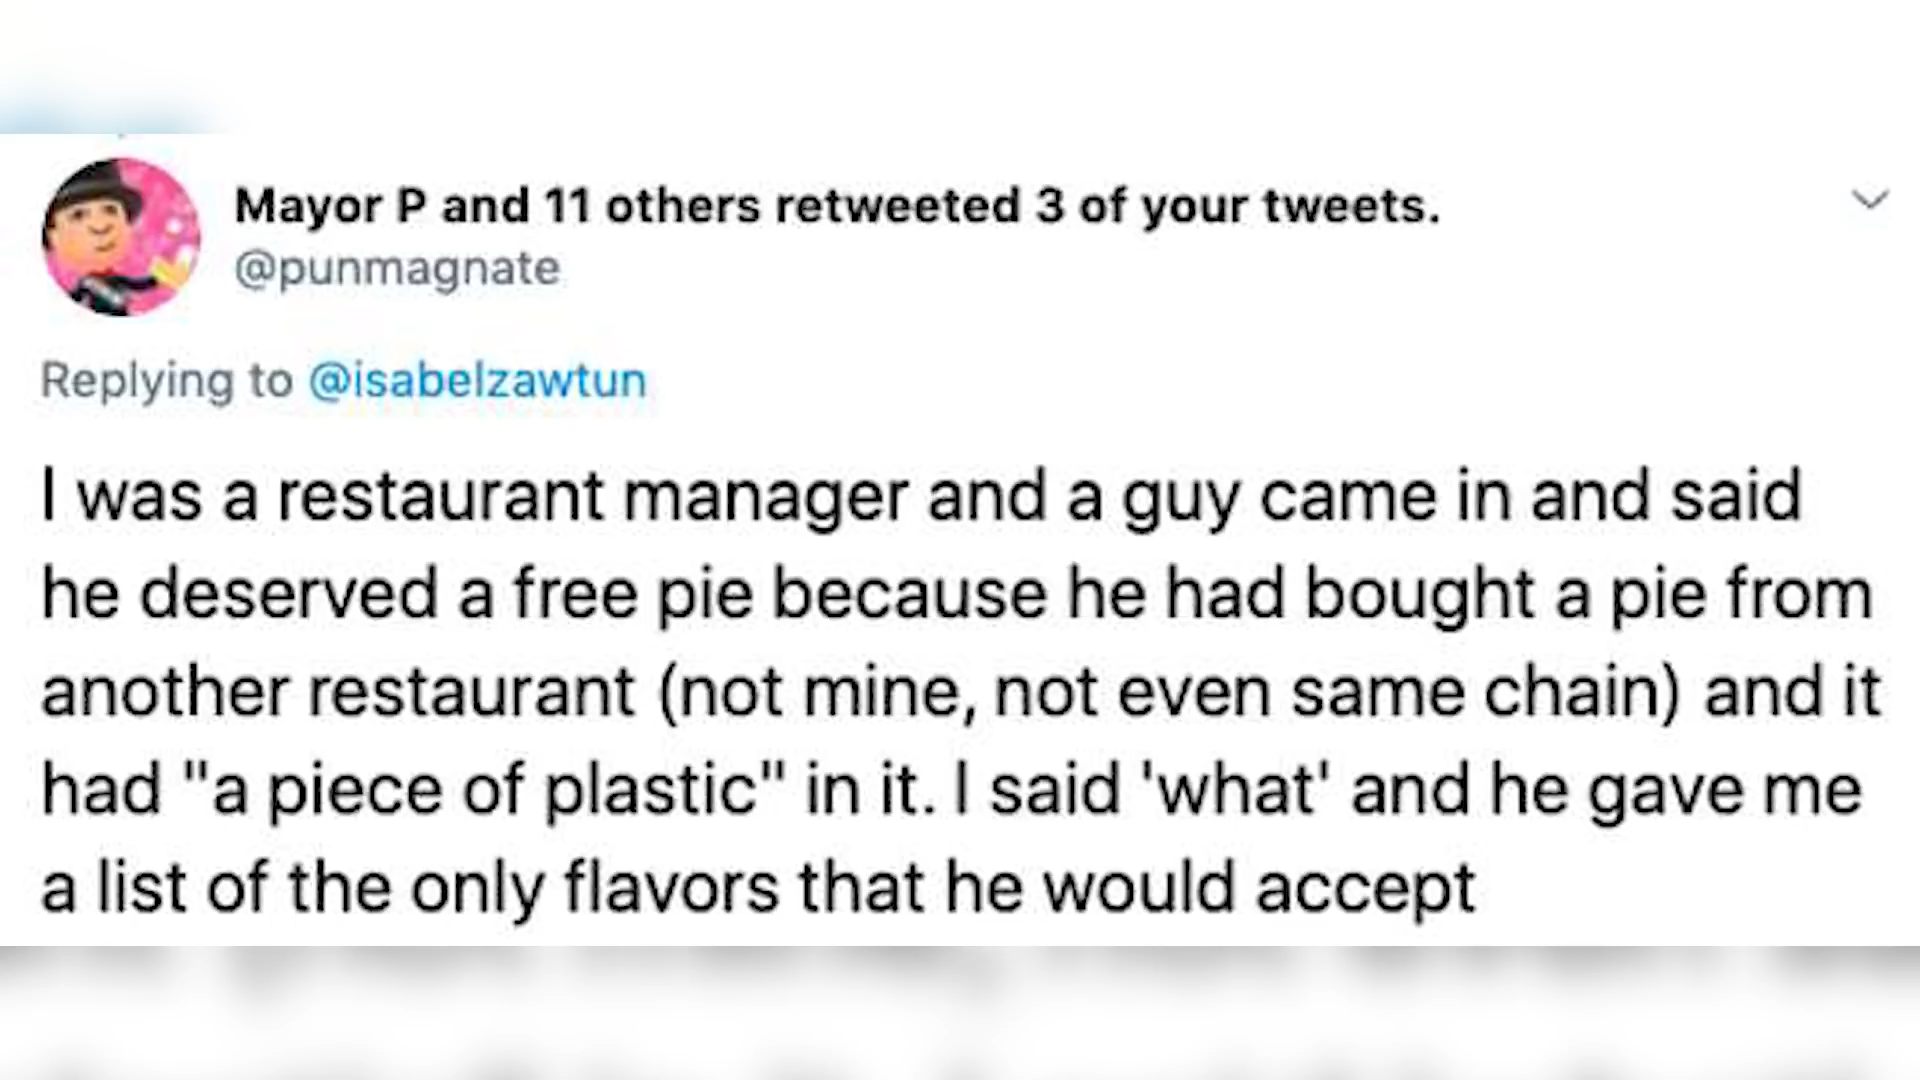 Mayor P and 11 others retweeted 3 of your tweets.
@punmagnate
Replying to @isabelzawtun
I was a restaurant manager and a guy came in and said
he deserved a free pie because he had bought a pie from
another restaurant (not mine, not even same chain) and it
had "a piece of plastic" in it. I said 'what' and he gave me
a list of the only flavors that he would accept